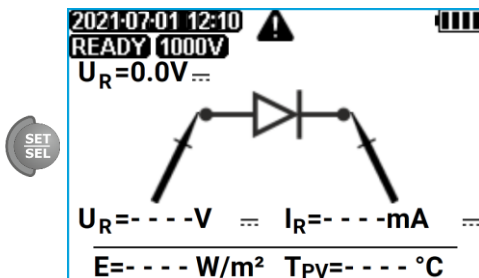 2021·07·01 12:10
READY 1000V
UR=0.0V
SET
SEL
UR=- - - -V IR=- - - -mA
E=- - - - W/m² TPV=- - - - °C